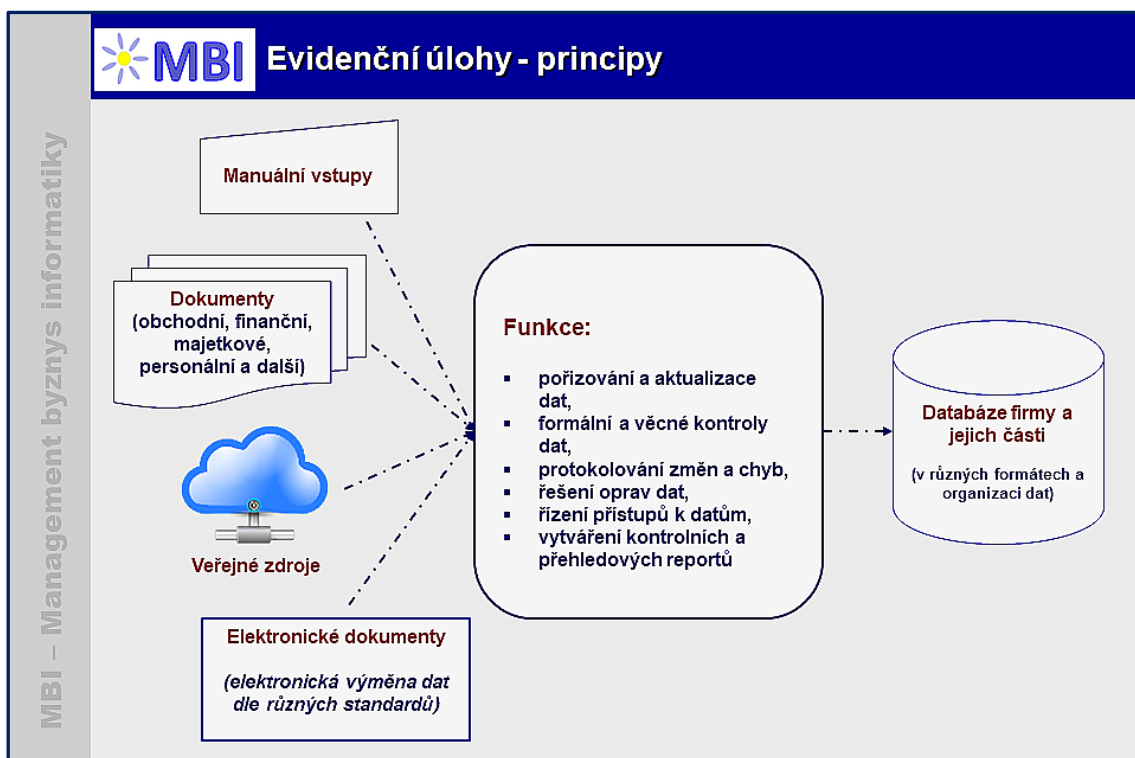 MBI
Evidenční úlohy - principy
MBI – Management byznys informatiky
Manuální vstupy
Dokumenty
(obchodní, finanční,
majetkové,
personální a další)
Veřejné zdroje
Elektronické dokumenty
(elektronická výměna dat
dle různých standardů)
Funkce:
▪ pořizování a aktualizace
dat,
▪ formální a věcné kontroly
dat,
▪ protokolování změn a chyb,
▪ řešení oprav dat,
▪ řízení přístupů k datům,
▪ vytváření kontrolních a
přehledových reportů
Databáze firmy a
jejich části
(v různých formátech a
organizaci dat)